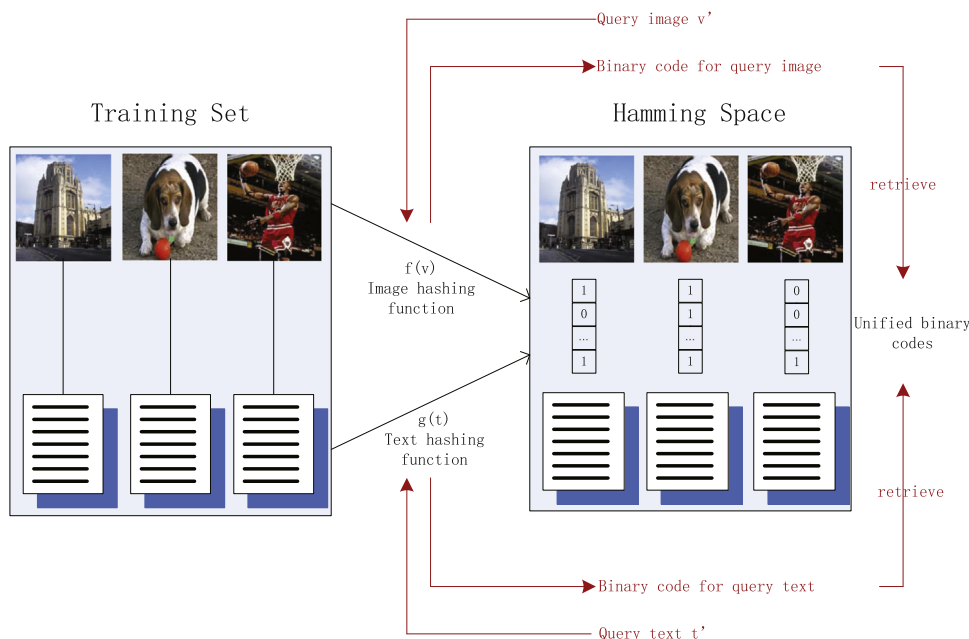 Query image v’
Binary code for query image
Training Set
Hamming Space
retrieve
f(v)
Image hashing
function
1 1 0
0 1 0
... ... ...
1 1 1
Unified binary
codes
g(t)
Text hashing
function
retrieve
Binary code for query text
Query text t’